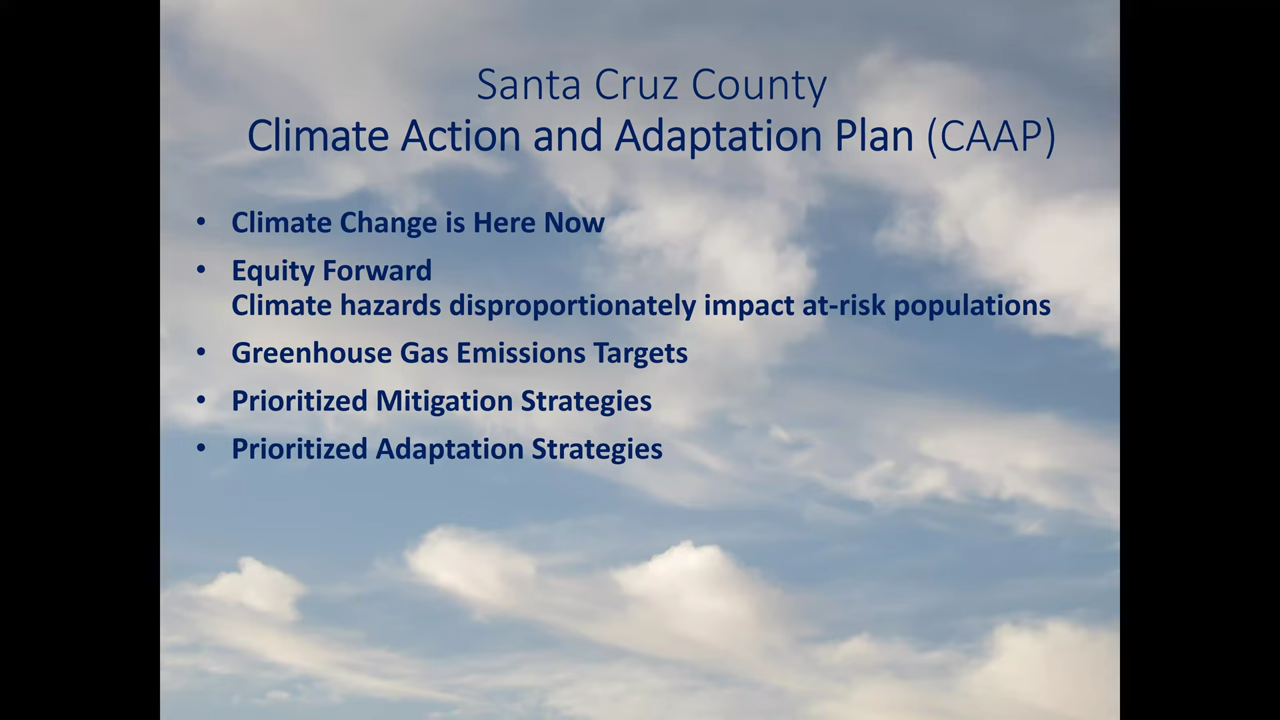 Santa Cruz County
Climate Action and Adaptation Plan (CAAP)
• Climate Change is Here Now
• Equity Forward
Climate hazards disproportionately impact at-risk populations
• Greenhouse Gas Emissions Targets
• Prioritized Mitigation Strategies
• Prioritized Adaptation Strategies